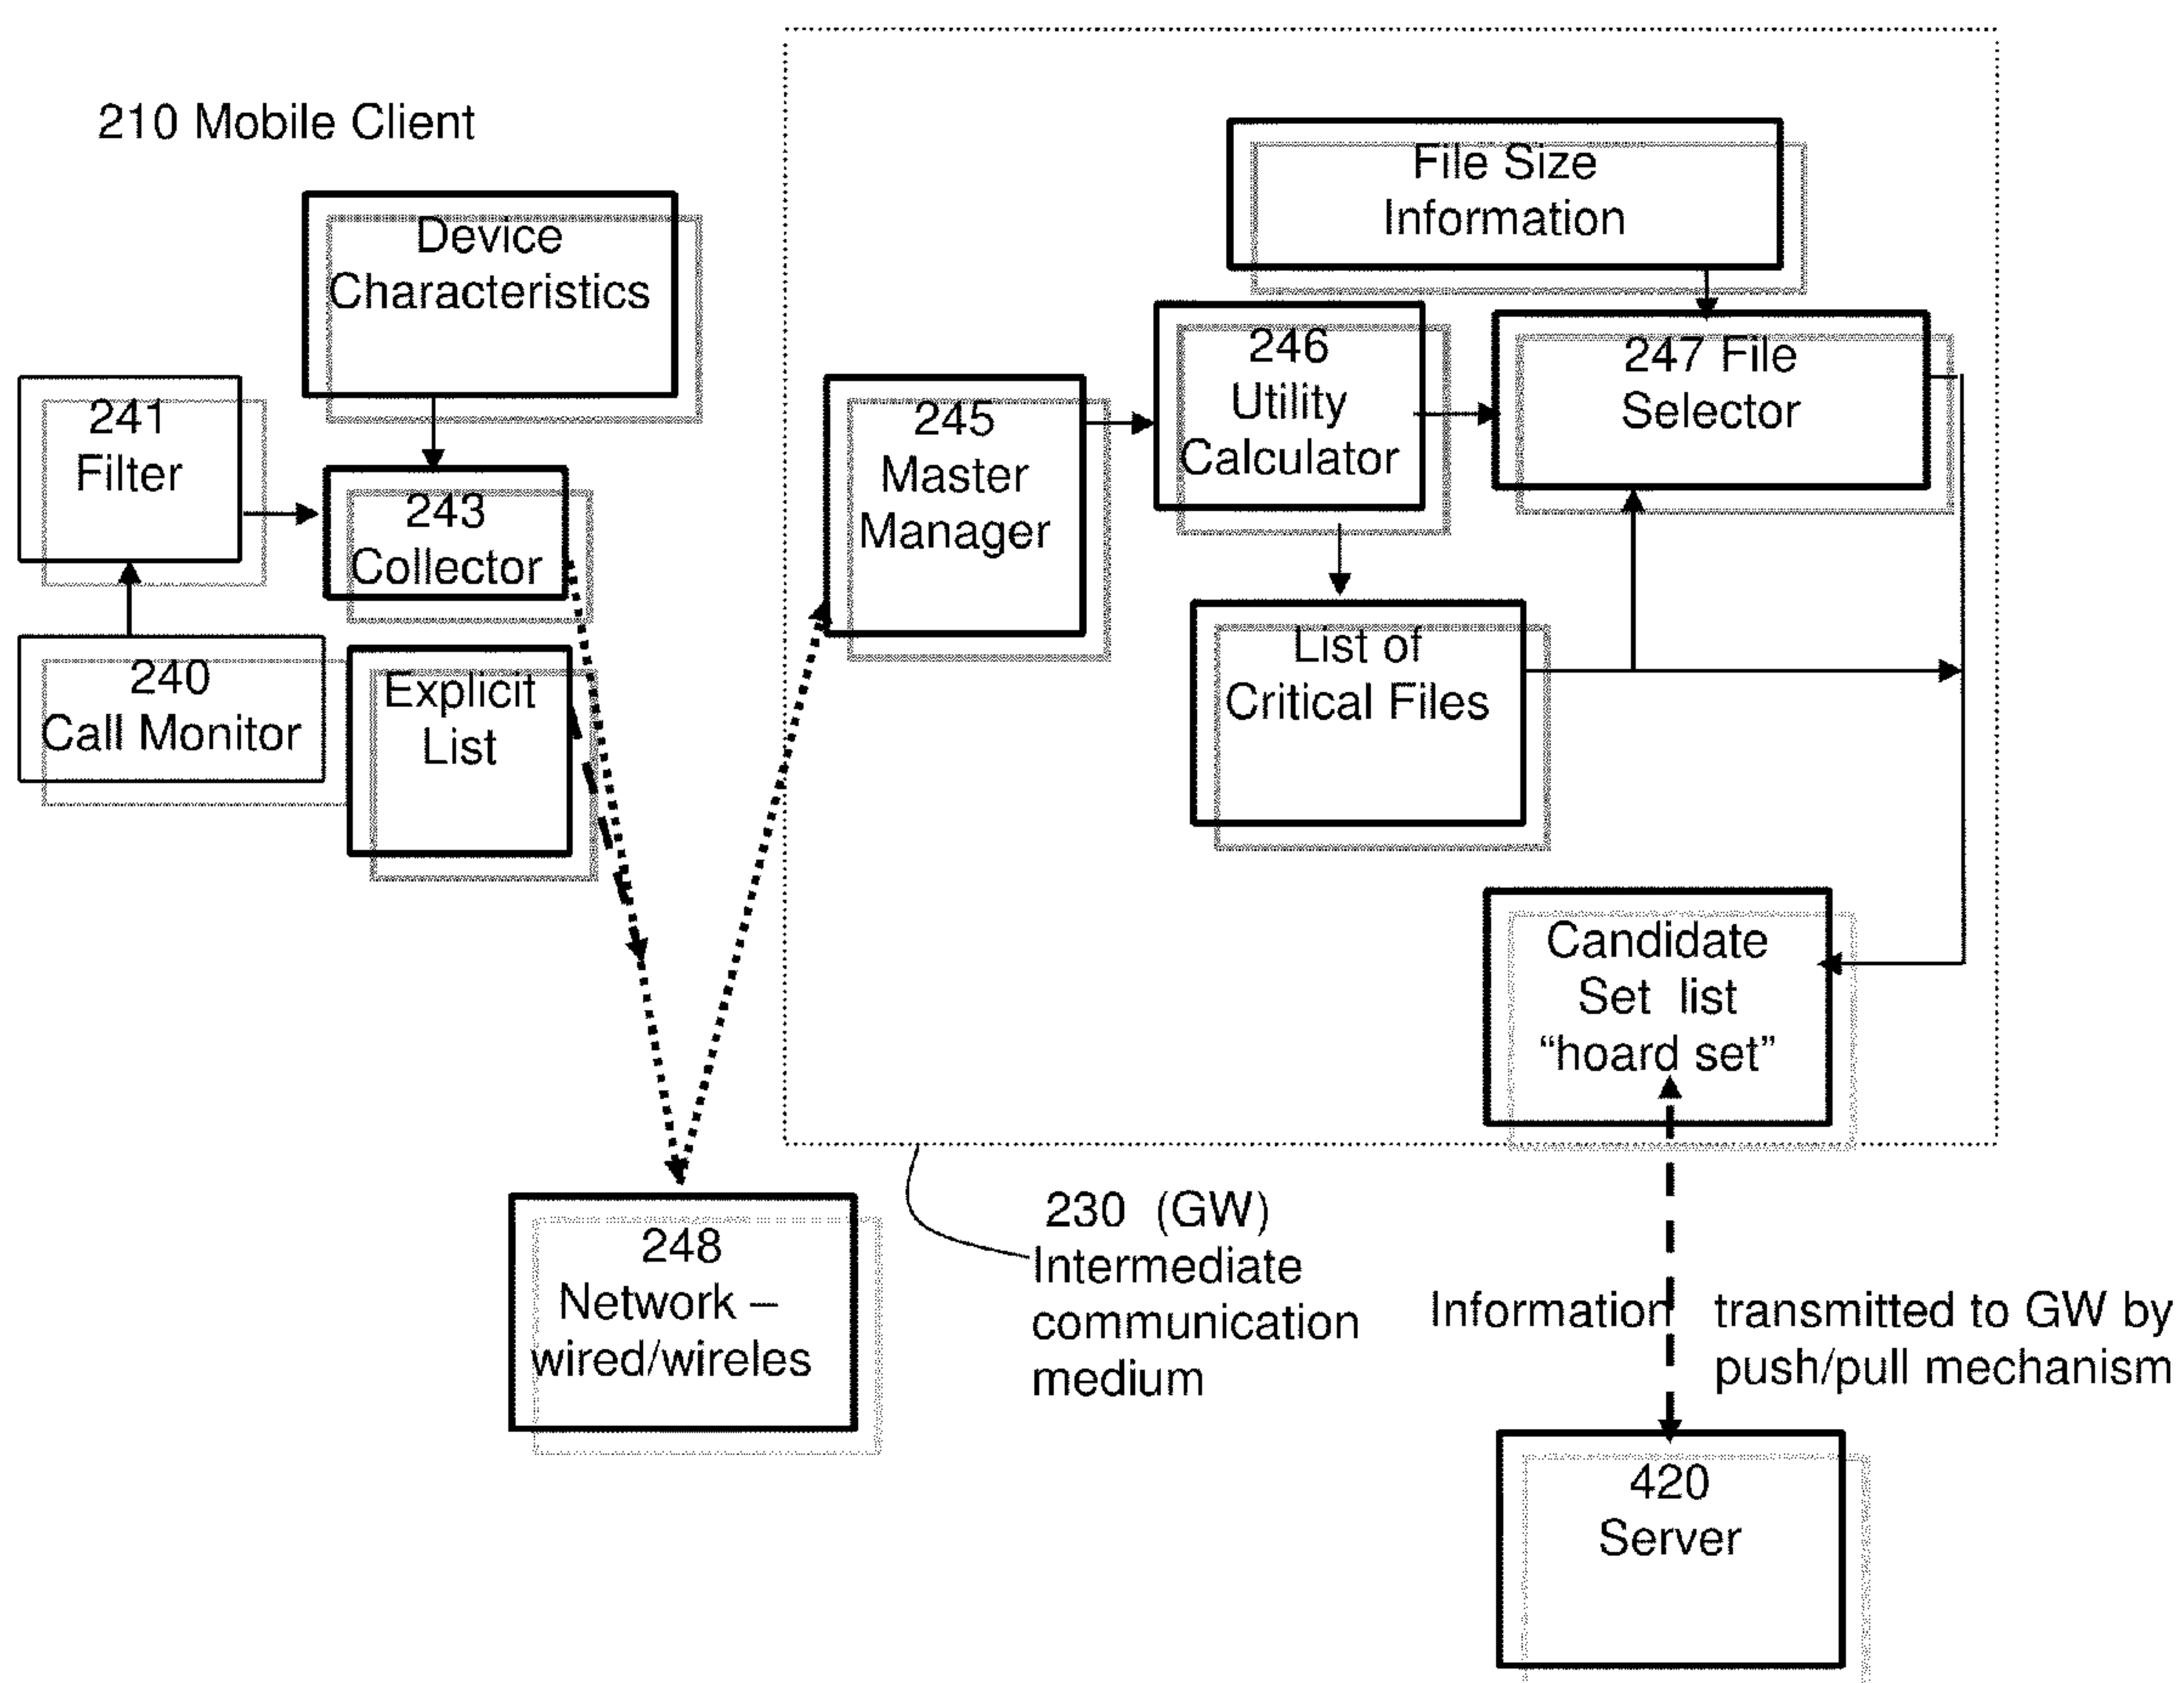 210 Mobile Client
Device
Characteristics
241
Filter
243
Collector
240
Call Monitor
Explicit
List
File Size
Information
245
Master
Manager
246
Utility
Calculator
247 File
Selector
List of
Critical Files
Candidate
Set list
“hoard set”
248
Network –
wired/wireles
230 (GW)
Intermediate
communication
medium
Information transmitted to GW by
push/pull mechanism
420
Server